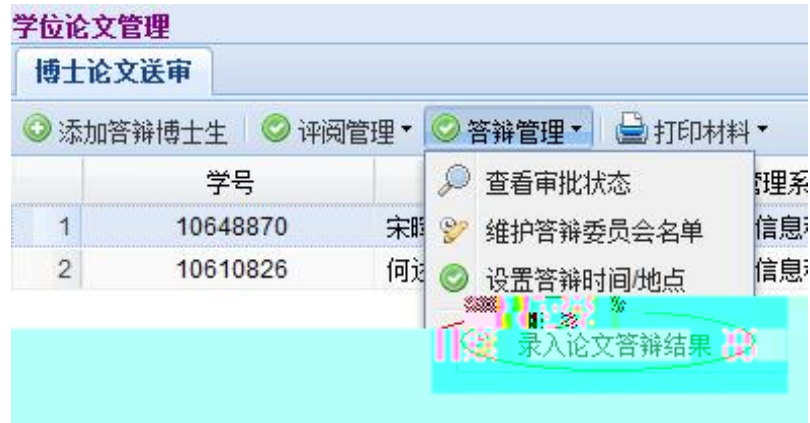 学位论文管理
博士论文送审
添加答辩博士生 评阅管理 答辩管理 打印材料
学号 管理系
1 10648870 宋 信息
2 10610826 何 信息
查看审批状态
维护答辩委员会名单
设置答辩时间/地点
录入论文答辩结果